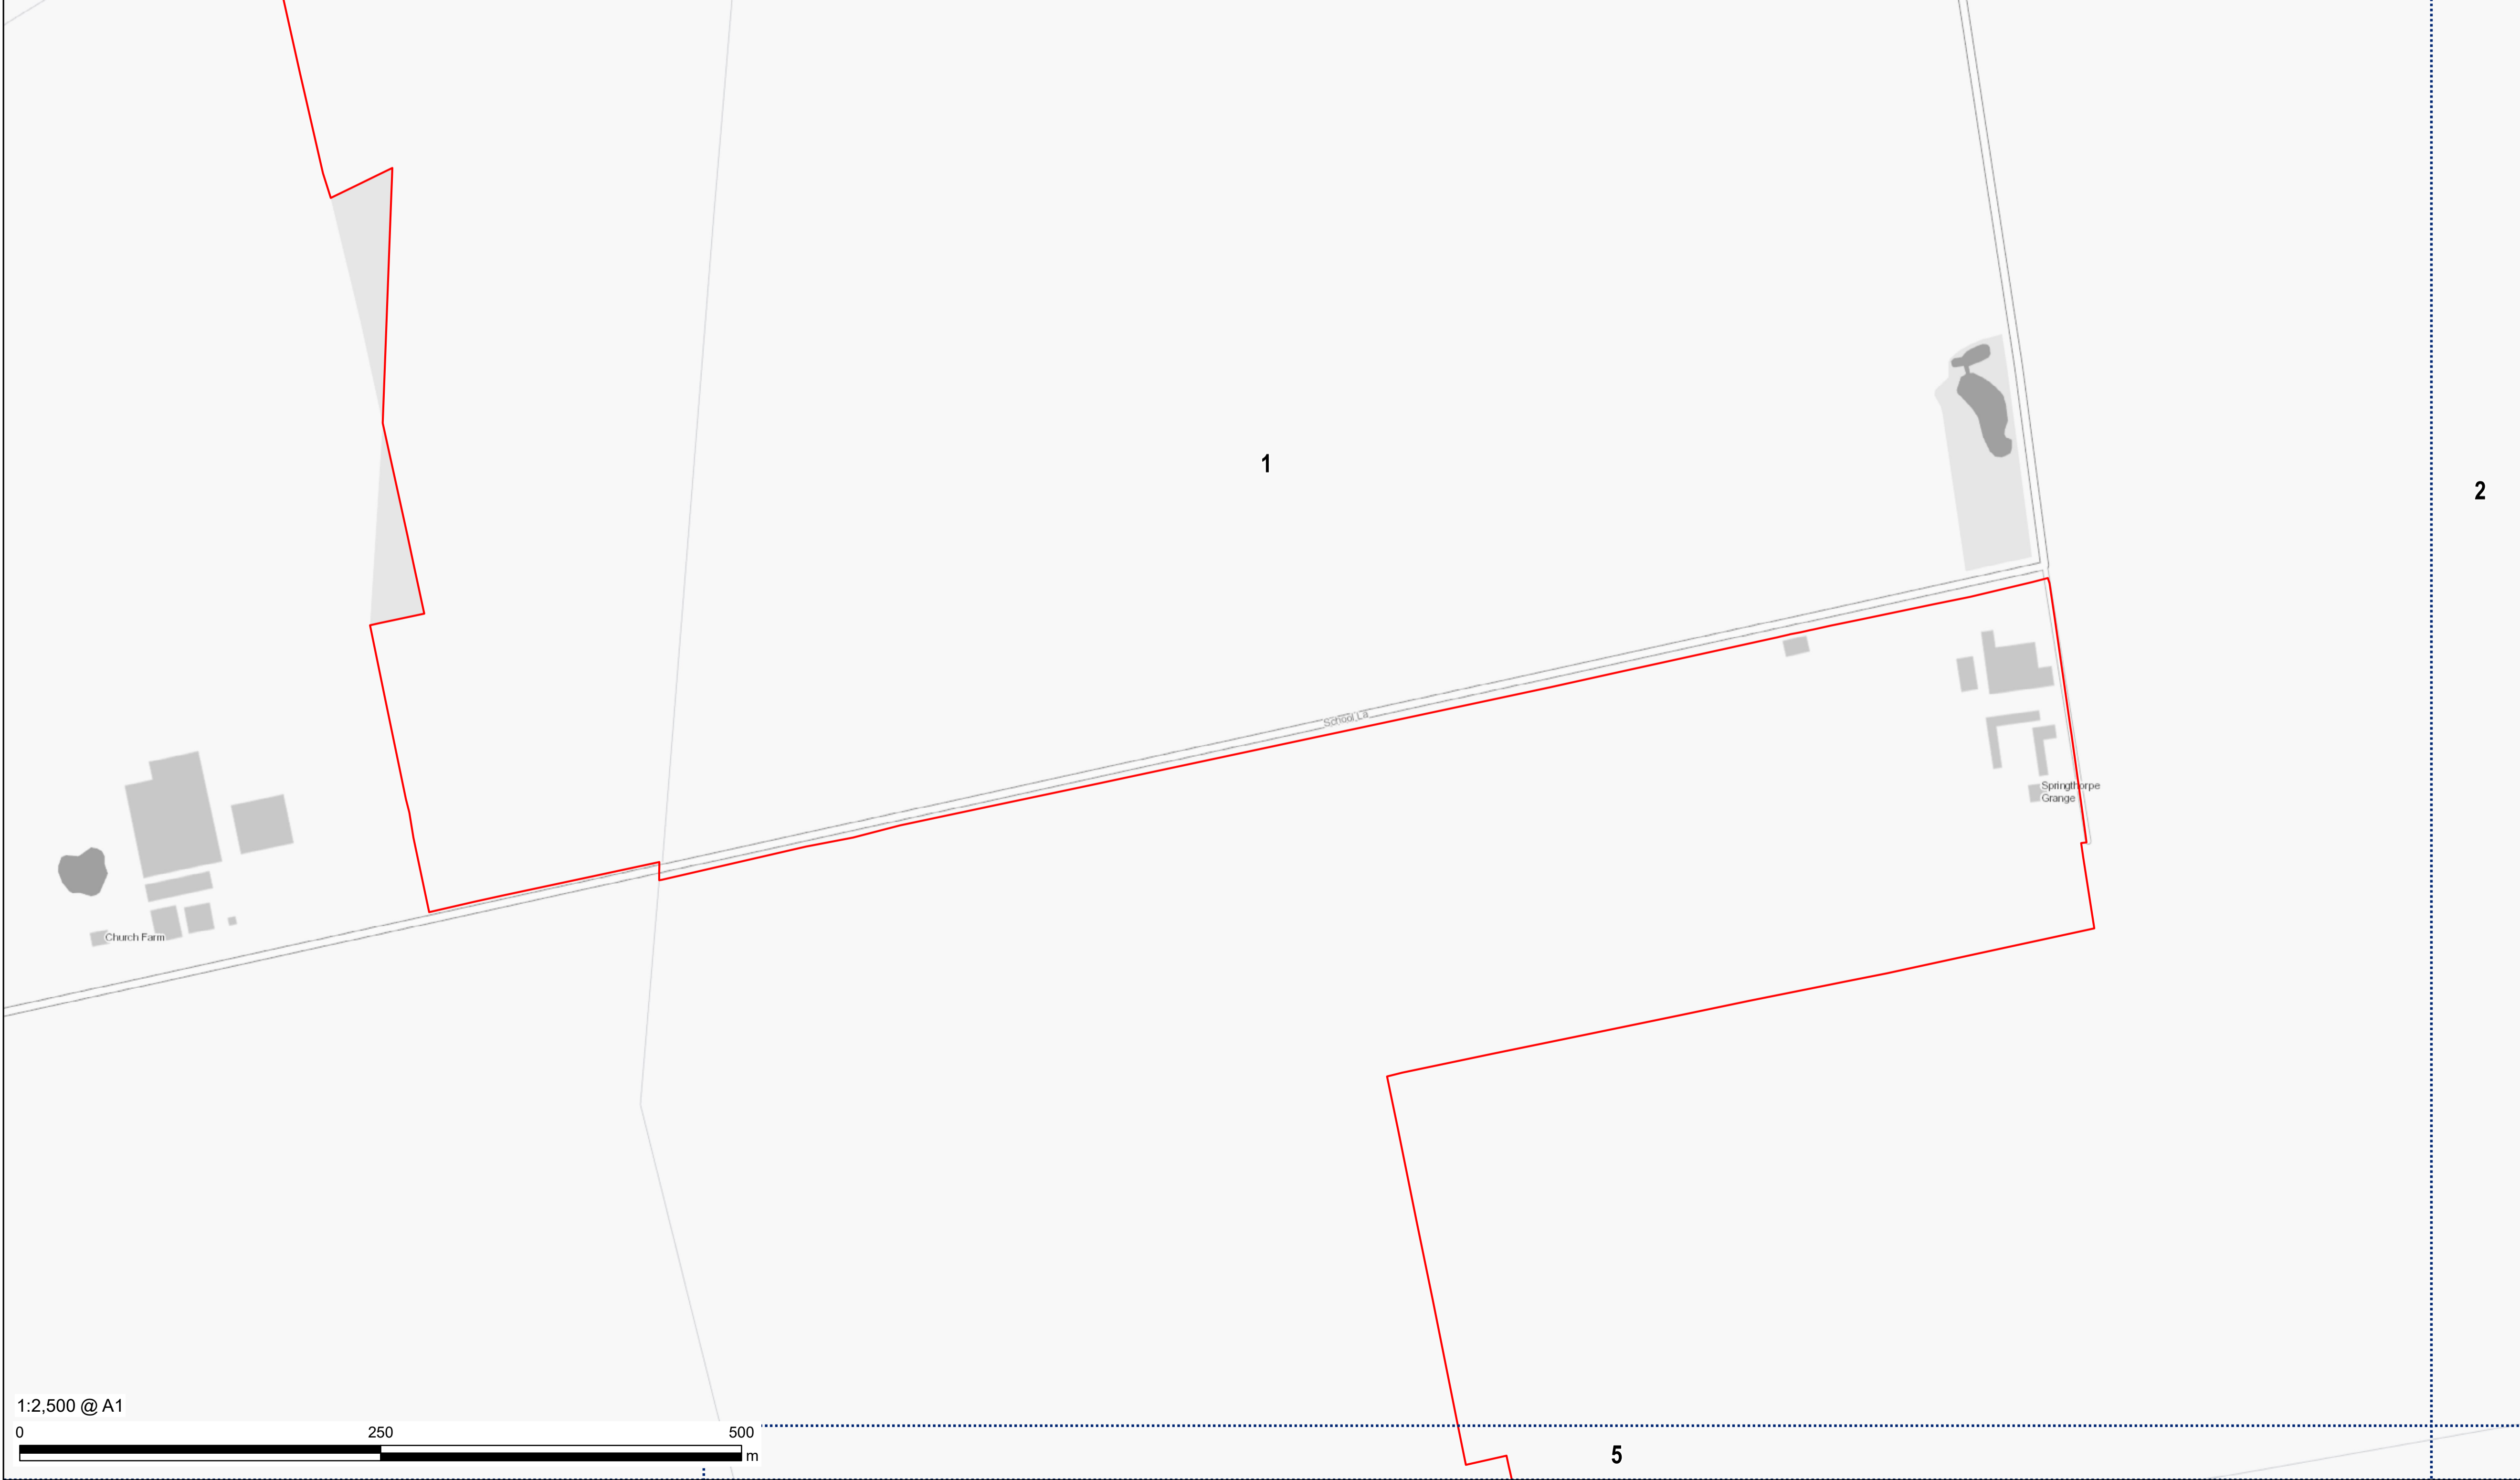 1
2
School La
Springthorpe
Grange
Church Farm
1:2,500 @ A1
0 250 500
m
5